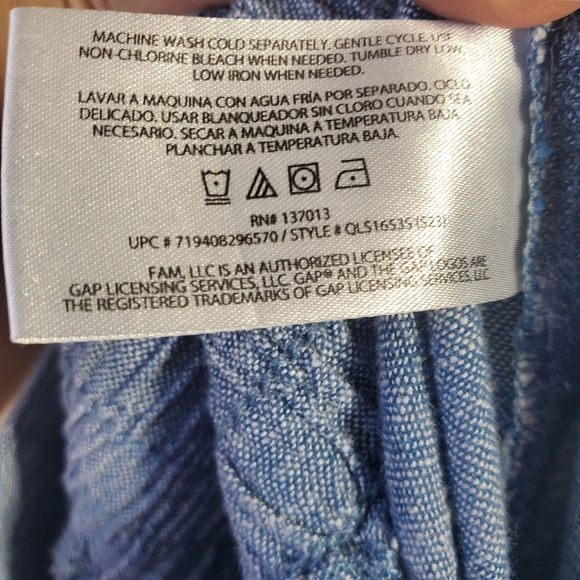 MACHINE WASH COLD SEPARATELY. GENTLE CYCLE. USE
NON-CHLORINE BLEACH WHEN NEEDED. TUMBLE DRY LOW.
LOW IRON WHEN NEEDED.
LAVAR A MAQUINA CON AGUA FRÍA POR SEPARADO. CICLO
DELICADO. USAR BLANQUEADOR SIN CLORO CUANDO SEA
NECESARIO. SECAR A MAQUINA A TEMPERATURA BAJA.
PLANCHAR A TEMPERATURA BAJA.
RN# 137013
UPC # 719408296570 / STYLE # QLS16535 (S23)
FAM, LLC IS AN AUTHORIZED LICENSEE OF
GAP LICENSING SERVICES, LLC. GAP® AND THE GAP LOGOS ARE
THE REGISTERED TRADEMARKS OF GAP LICENSING SERVICES, LLC